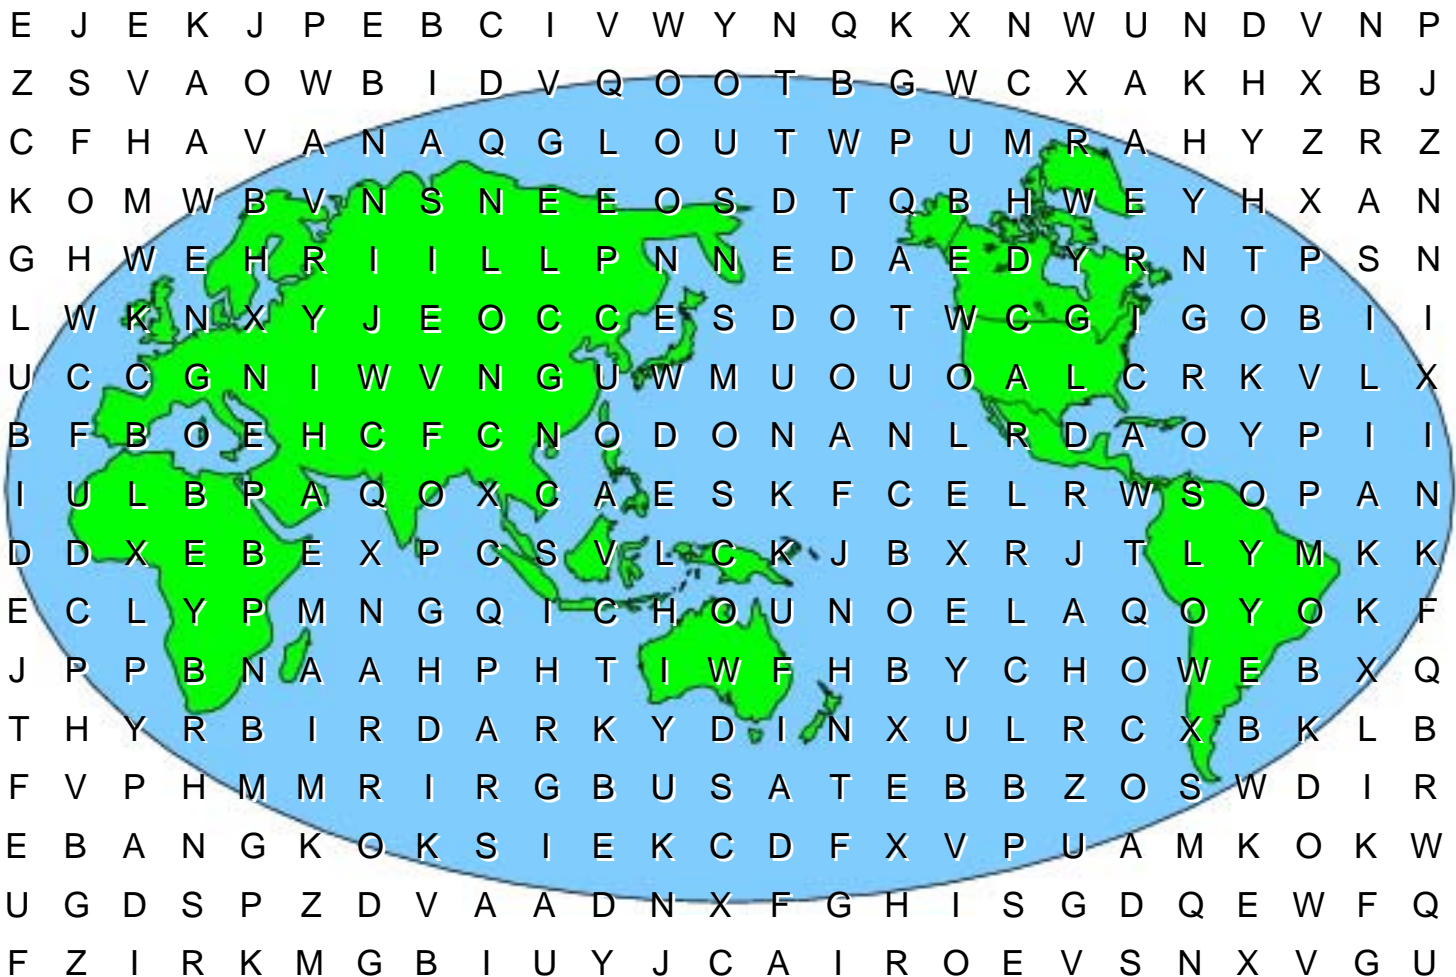 E J E K J P E B C I V W Y N Q K X N W U N D V N P
Z S V A O W B I D V Q O O T B G W C X A K H X B J
C F H A V A N A Q G L O U T W P U M R A H Y Z R Z
K O M W B V N S N E E O S D T Q B H W E Y H X A N
G H W E H R I I L L P N N E D A E D Y R N T P S N
L W K N X Y J E O C C E S D O T W C G I G O B I I
U C C G N I W V N G U W M U O U O A L C R K V L X
B F B O E H C F C N O D O N A N L R D A O Y P I I
I U L B P A Q O X C A E S K F C E L R W S O P A N
D D X E B E X P C S V L C K J B X R J T L Y M K K
E C L Y P M N G Q I C H O U N O E L A Q O Y O K F
J P P B N A A H P H T I W F H B Y C H O W E B X Q
T H Y R B I R D A R K Y D I N X U L R C X B K L B
F V P H M M R I R G B U S A T E B B Z O S W D I R
E B A N G K O K S I E K C D F X V P U A M K O K W
U G D S P Z D V A A D N X F G H I S G D Q E W F Q
F Z I R K M G B I U Y J C A I R O E V S N X V G U